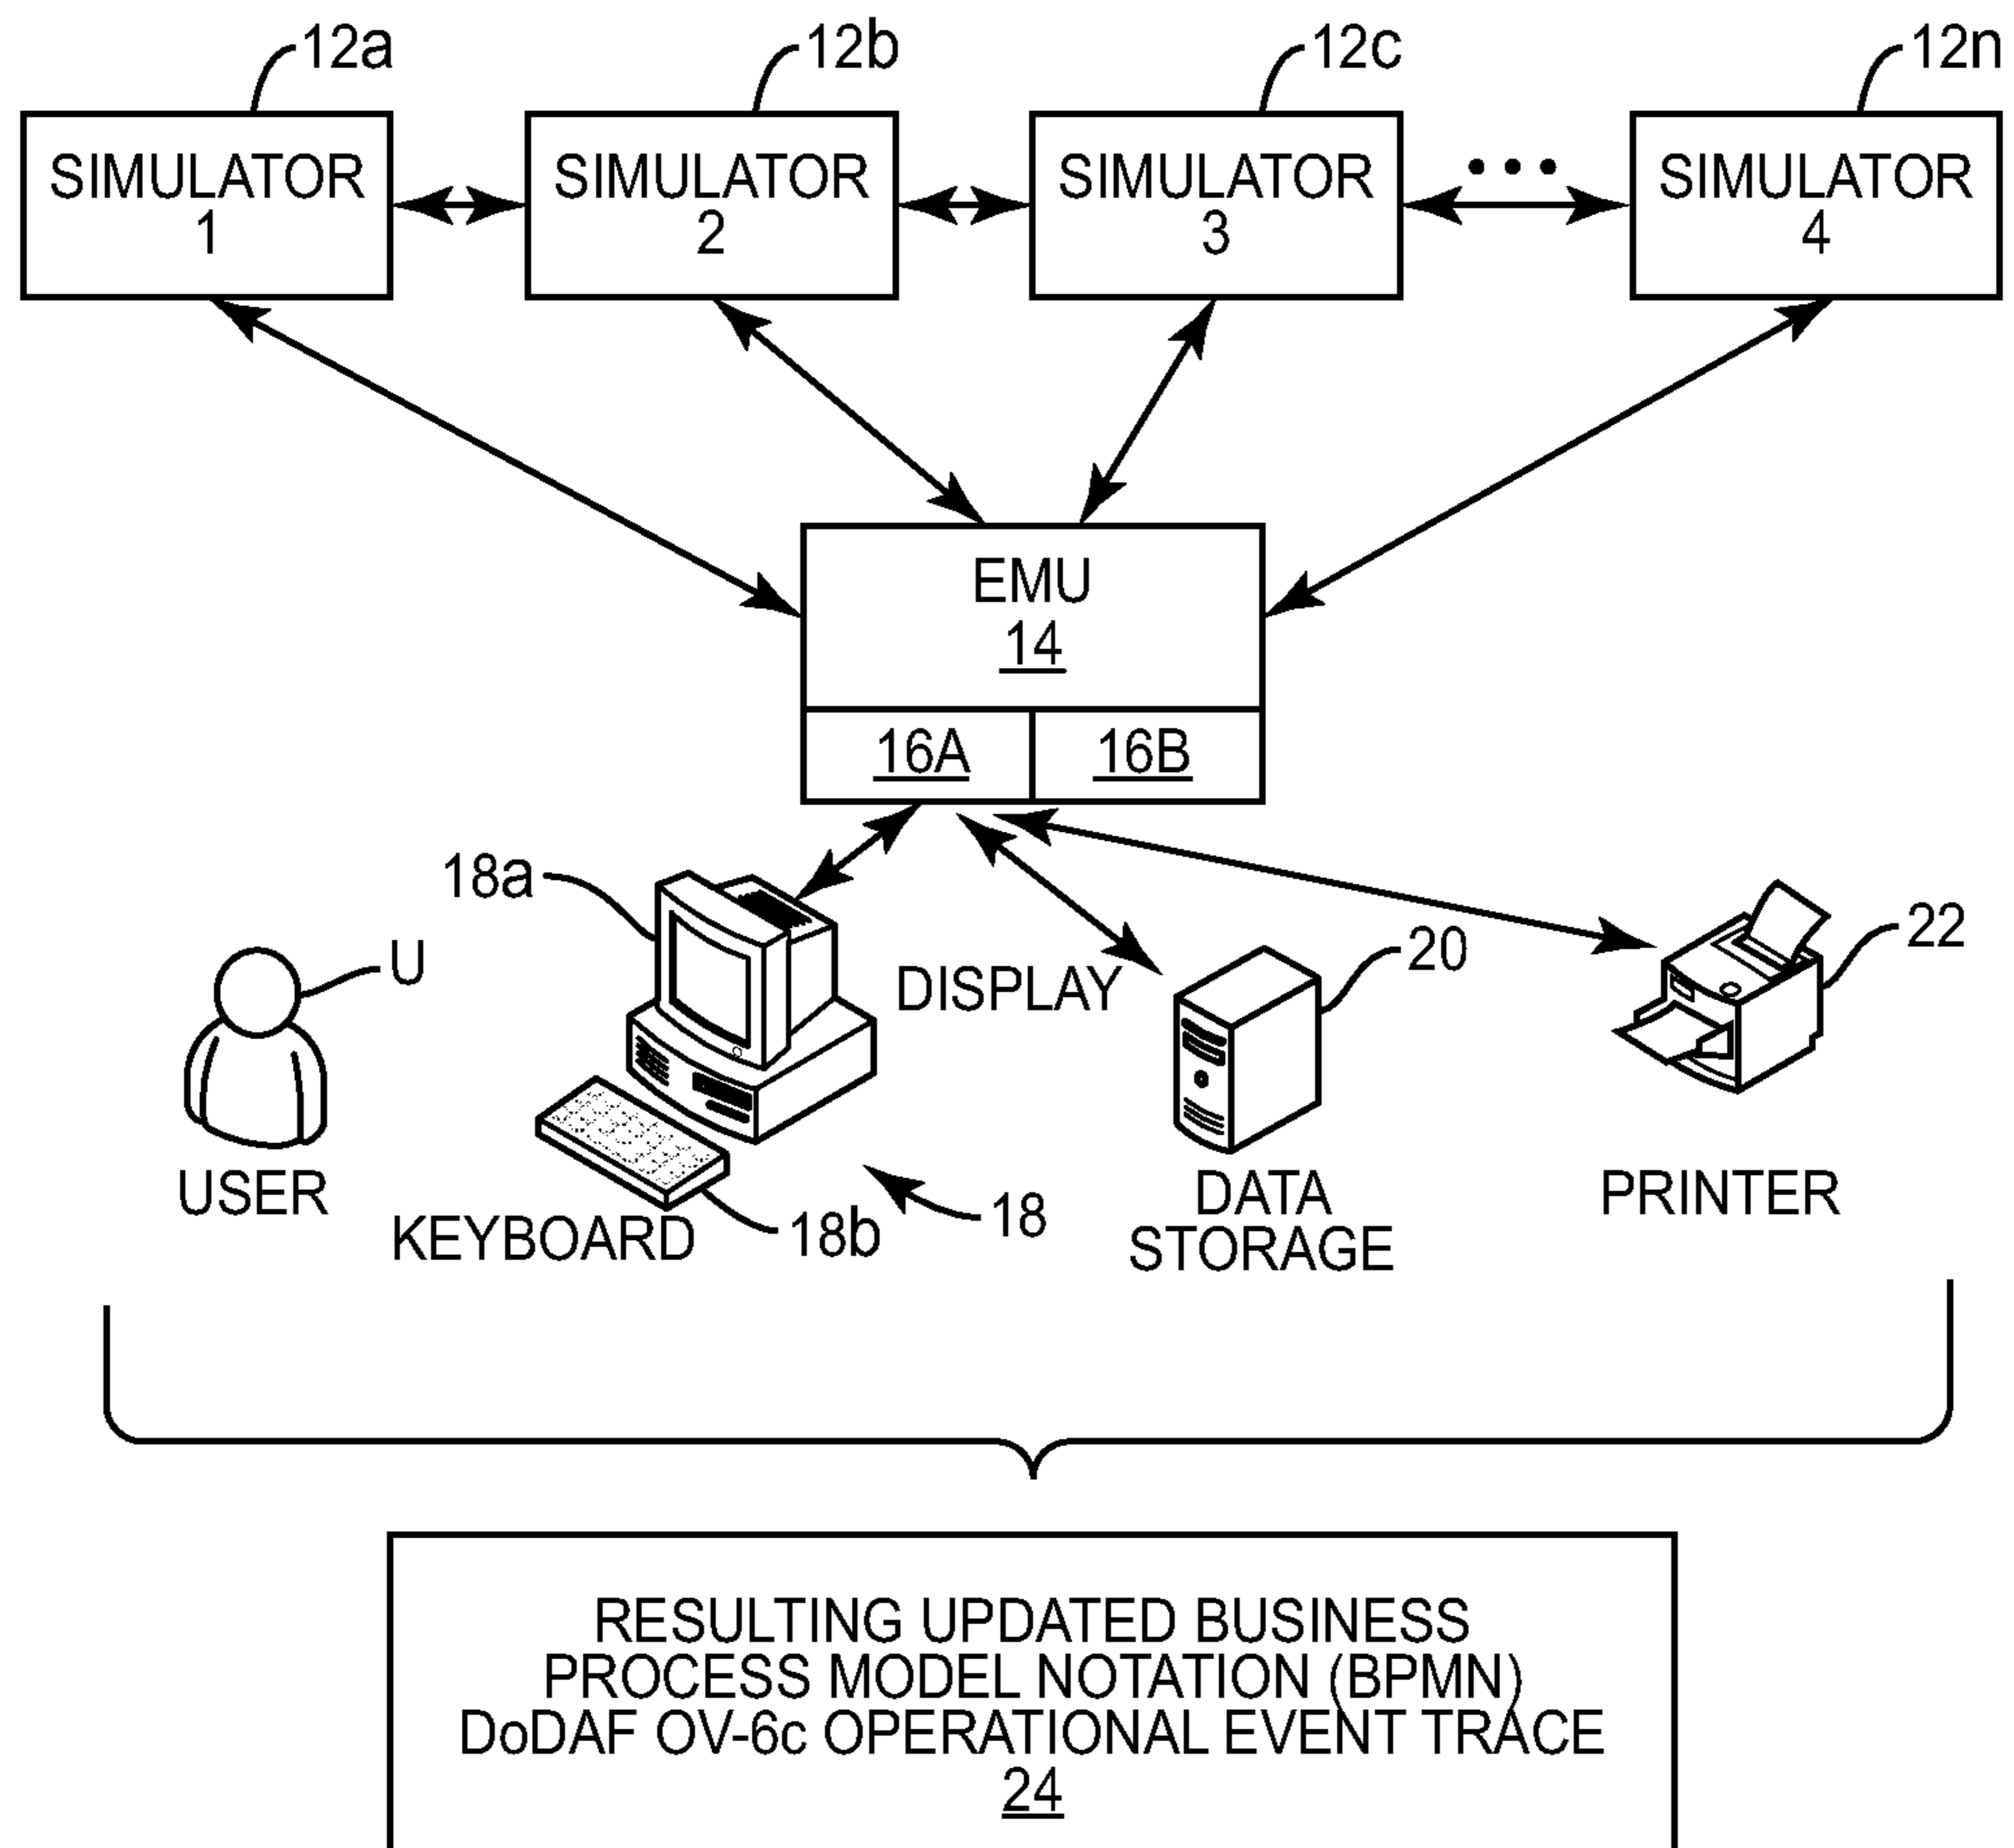 12a
12b
12c
12n
SIMULATOR
1
SIMULATOR
2
SIMULATOR
3
•••
SIMULATOR
4
EMU
14
16A
16B
18a
U
DISPLAY
20
22
USER
KEYBOARD
18b
18
DATA
STORAGE
PRINTER
RESULTING UPDATED BUSINESS
PROCESS MODEL NOTATION (BPMN)
DoDAF OV-6c OPERATIONAL EVENT TRACE
24